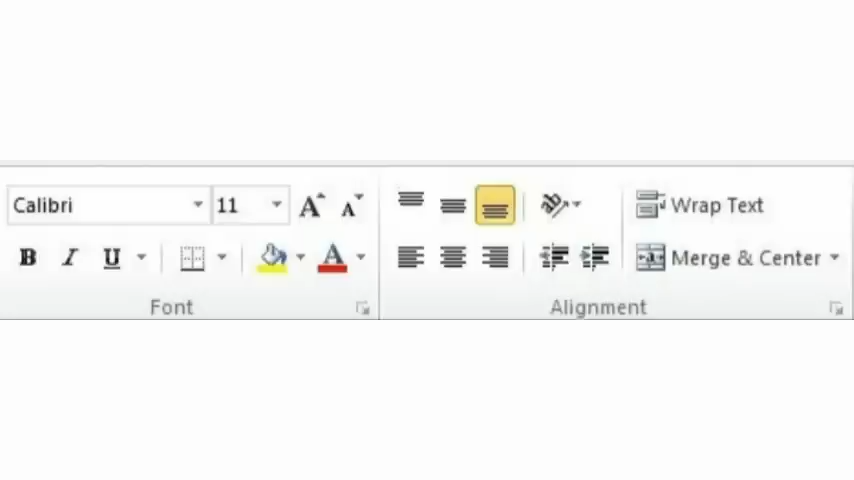 Calibri 11 A A Wrap Text
B I U A Merge & Center
Font Alignment